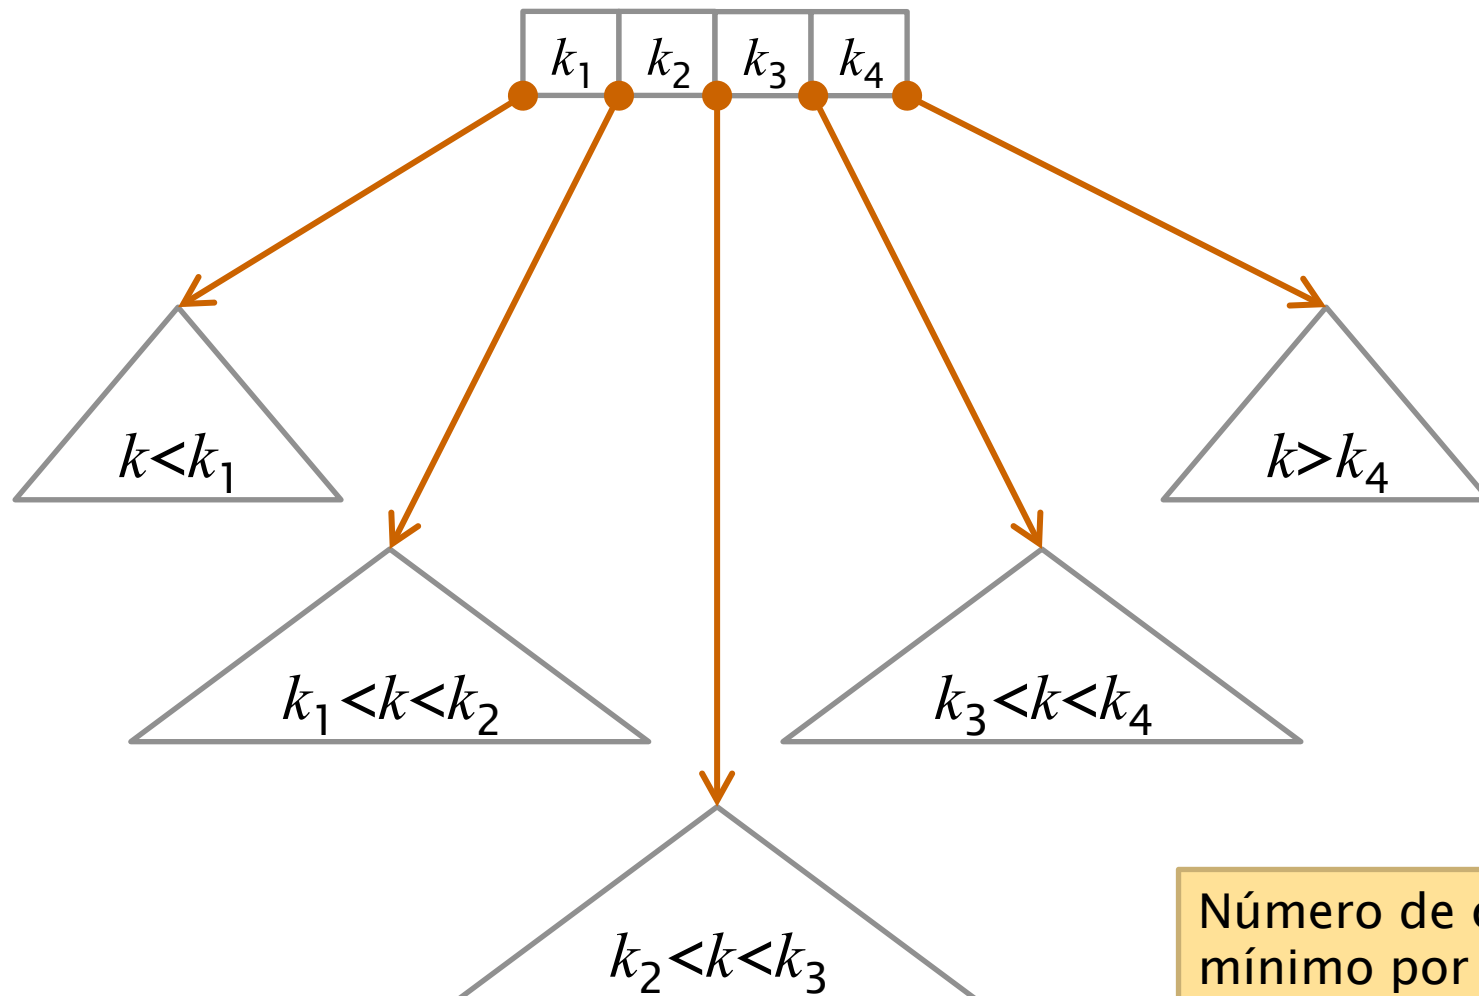 k₁ k₂ k₃ k₄
k<k₁
k>k₄
k₁<k<k₂
k₃<k<k₄
k₂<k<k₃
Número de
mínimo por